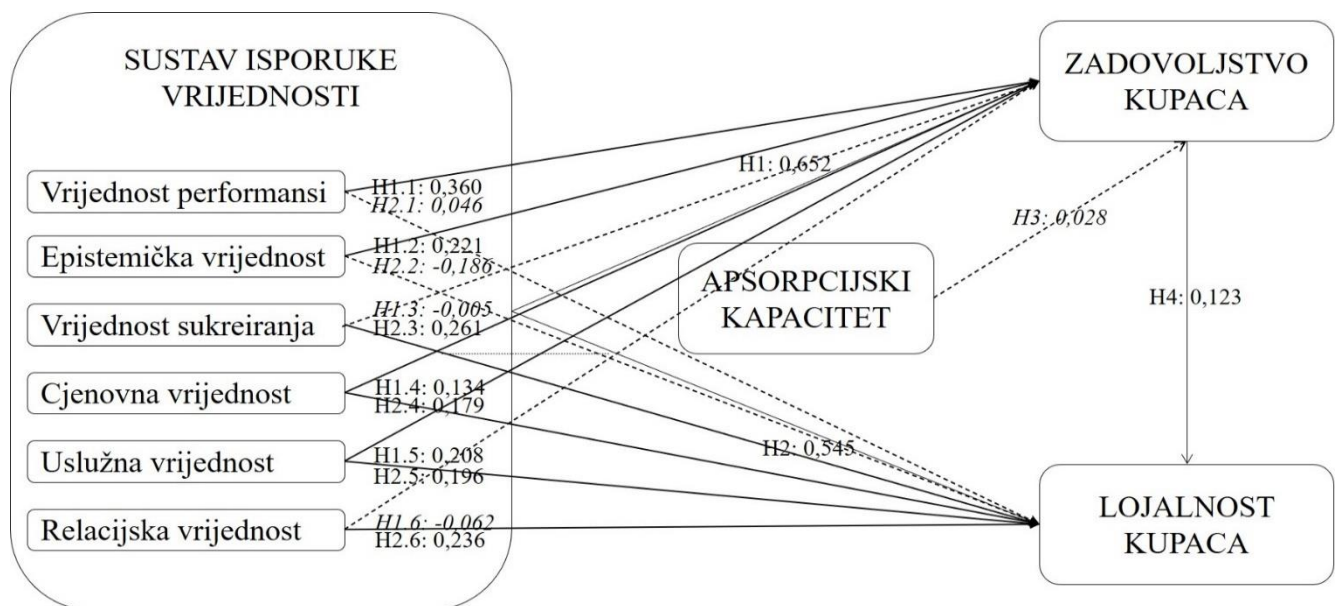 SUSTAV ISPORUKE
VRIJEDNOSTI
Vrijednost performansi
Epistemička vrijednost
Vrijednost sukreiranja
Cjenovna vrijednost
Uslužna vrijednost
Relacijska vrijednost
H1.1: 0,360
H2.1: 0,046
H1.2: 0,221
H2.2: -0,186
H1.3: -0,005
H2.3: 0,261
H1.4: 0,134
H2.4: 0,179
H1.5: 0,208
H2.5: 0,196
H1.6: -0,062
H2.6: 0,236
H1: 0,652
APSORPCIJSKI
KAPACITET
H2: 0,545
H3: 0,028
ZADOVOLJSTVO
KUPACA
H4: 0,123
LOJALNOST
KUPACA